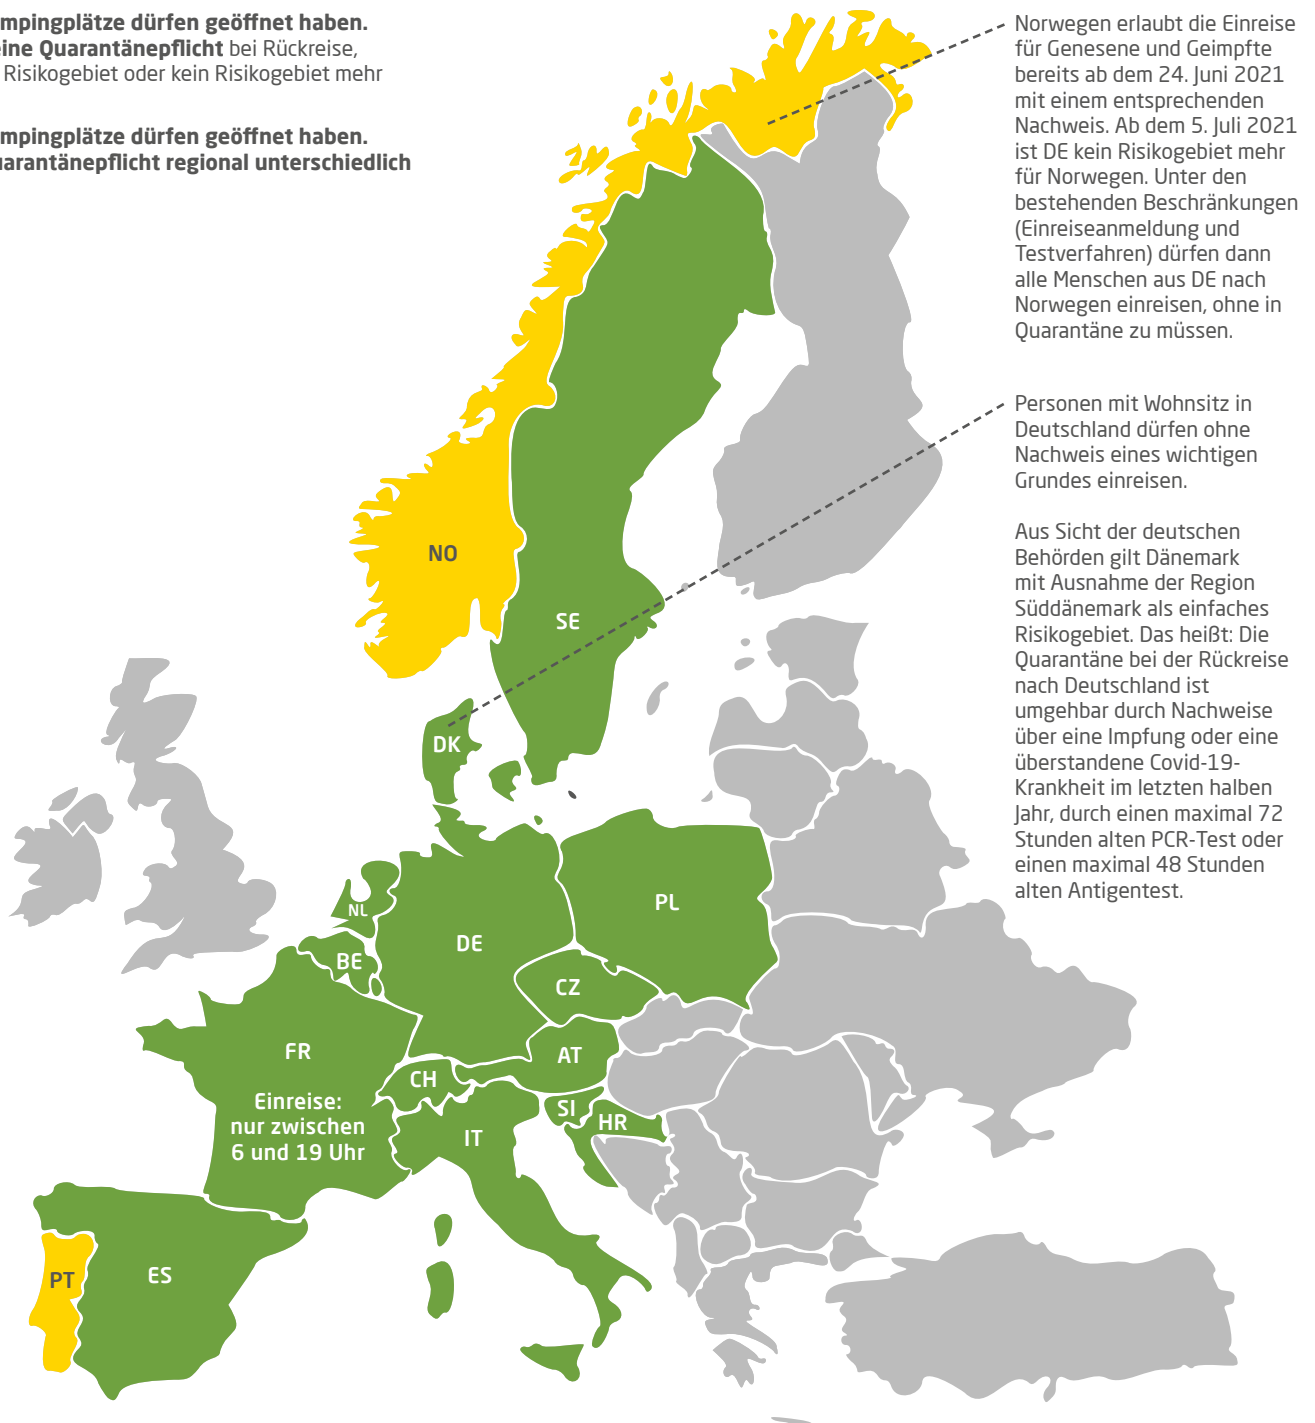 mpingplätze dürfen geöffnet haben.
eine Quarantänepflicht bei Rückreise,
Risikogebiet oder kein Risikogebiet mehr
mpingplätze dürfen geöffnet haben.
uarantänepflicht regional unterschiedlich
Norwegen erlaubt die Einreise
für Genesene und Geimpfte
bereits ab dem 24. Juni 2021
mit einem entsprechenden
Nachweis. Ab dem 5. Juli 2021
ist DE kein Risikogebiet mehr
für Norwegen. Unter den
bestehenden Beschränkungen
(Einreiseanmeldung und
Testverfahren) dürfen dann
alle Menschen aus DE nach
Norwegen einreisen, ohne in
Quarantäne zu müssen.
Personen mit Wohnsitz in
Deutschland dürfen ohne
Nachweis eines wichtigen
Grundes einreisen.
Aus Sicht der deutschen
Behörden gilt Dänemark
mit Ausnahme der Region
Süddänemark als einfaches
Risikogebiet. Das heißt: Die
Quarantäne bei der Rückreise
nach Deutschland ist
umgehbar durch Nachweise
über eine Impfung oder eine
überstandene Covid-19-
Krankheit im letzten halben
Jahr, durch einen maximal 72
Stunden alten PCR-Test oder
einen maximal 48 Stunden
alten Antigentest.
NO
SE
DK
NL
PL
DE
BE
CZ
FR
AT
CH
Einreise:
nur zwischen
6 und 19 Uhr
SI
HR
IT
PT
ES